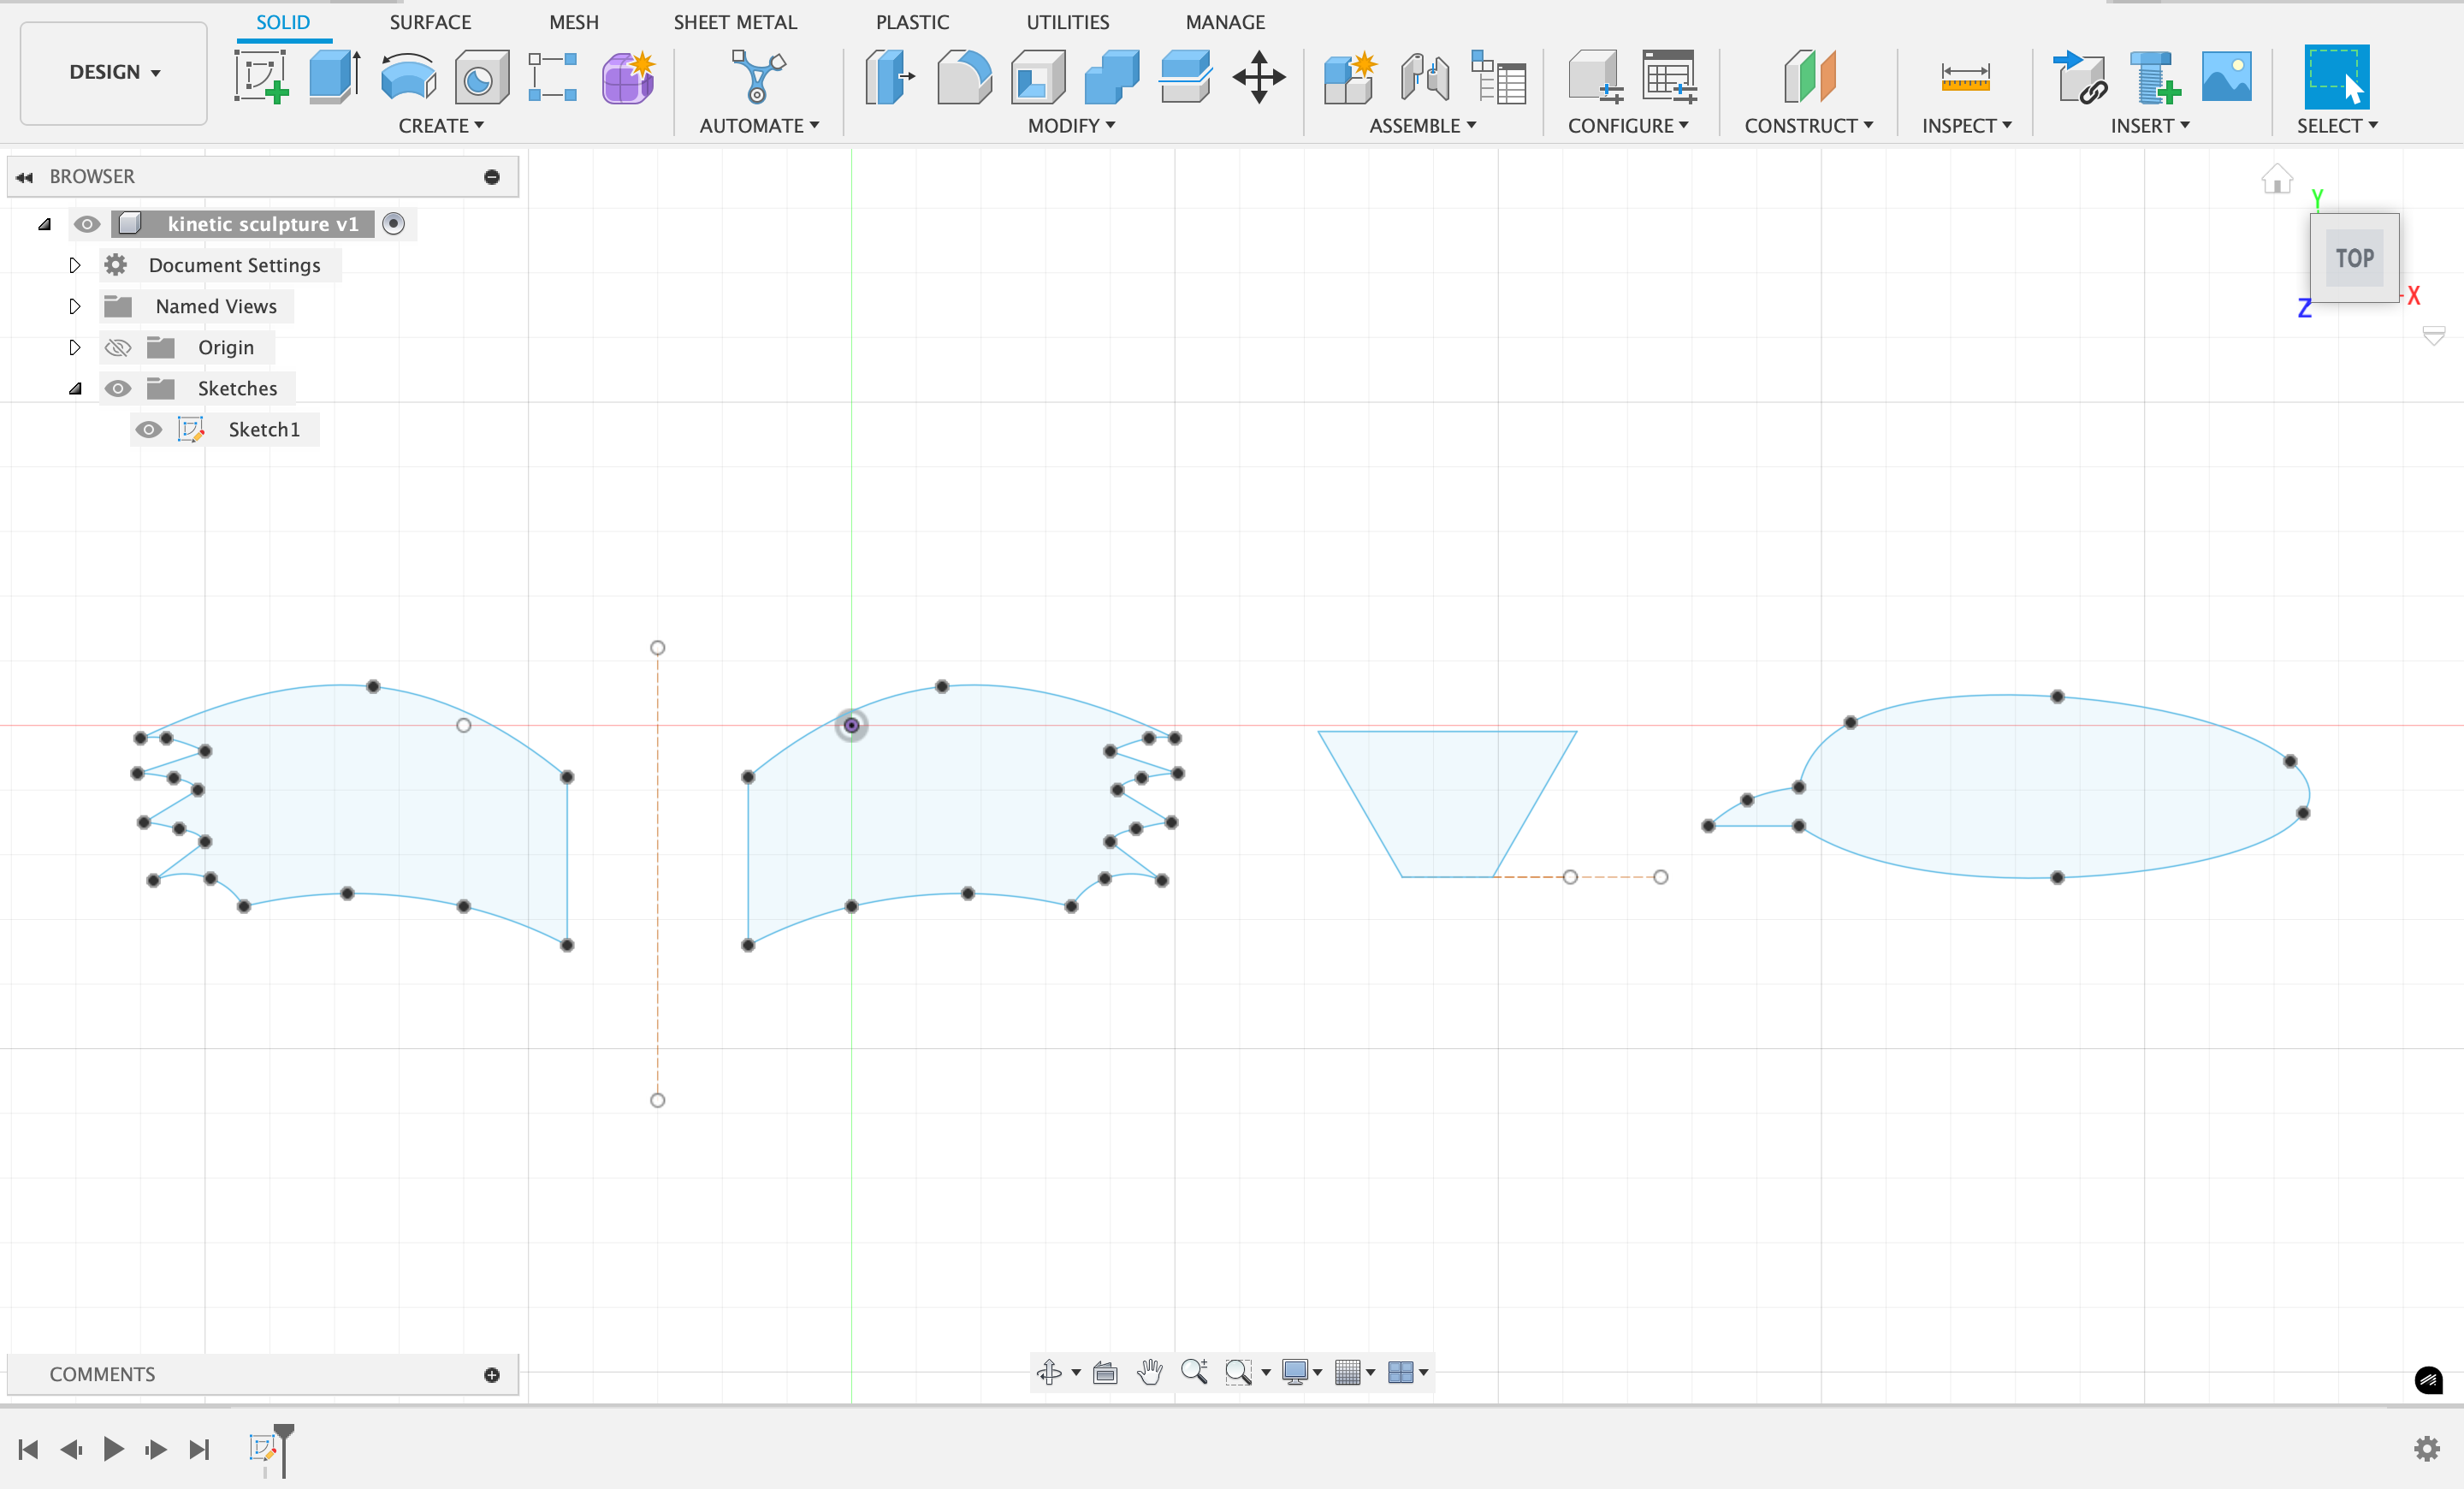 DESIGN
SOLID SURFACE MESH SHEET METAL PLASTIC UTILITIES MANAGE
CREATE AUTOMATE MODIFY ASSEMBLE CONFIGURE CONSTRUCT INSPECT INSERT SELECT
BROWSER
kinetic sculpture v1
Document Settings
Named Views
Origin
Sketches
Sketch1
Y
TOP
X
Z
COMMENTS